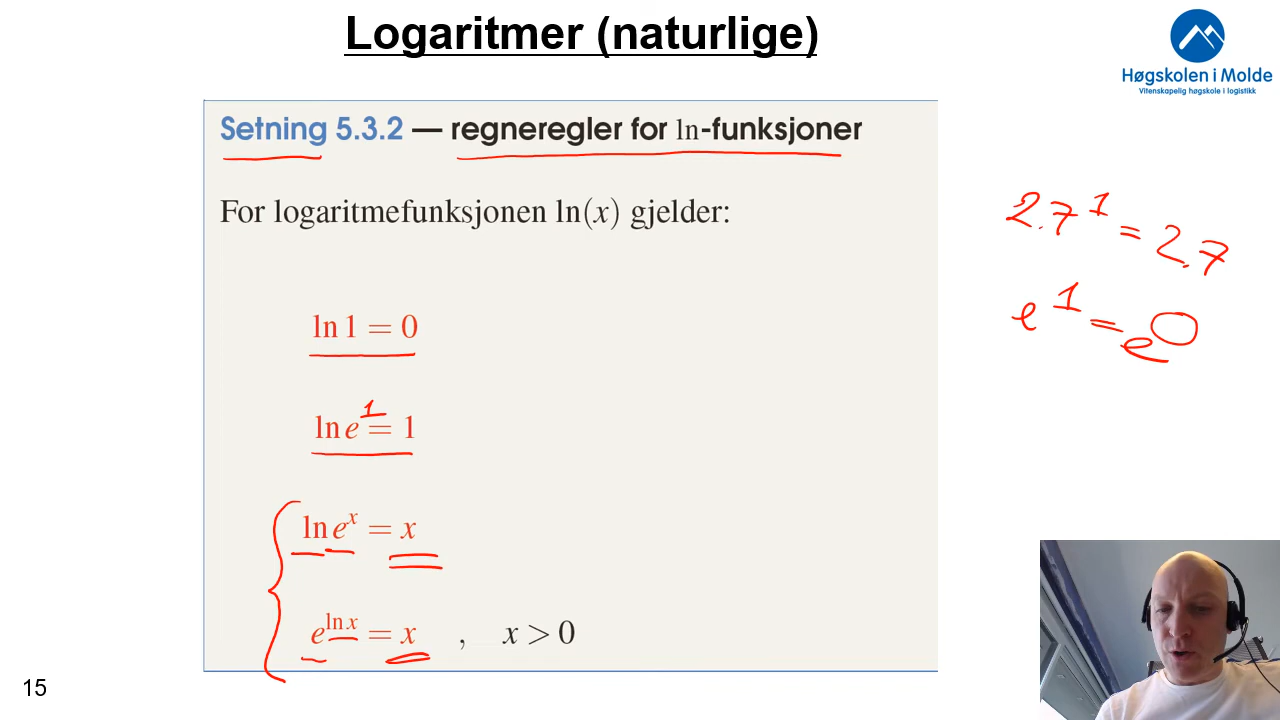 Logaritmer (naturlige)
Høgskolen i Molde
Vitenskapelig høgskole i logistikk
Setning 5.3.2 — regneregler for ln-funksjoner
For logaritmefunksjonen ln(x) gjelder:
2.7¹ = 2.7
e¹ = e
ln 1 = 0
ln e¹ = 1
ln eˣ = x
e^{ln x} = x , x > 0
15